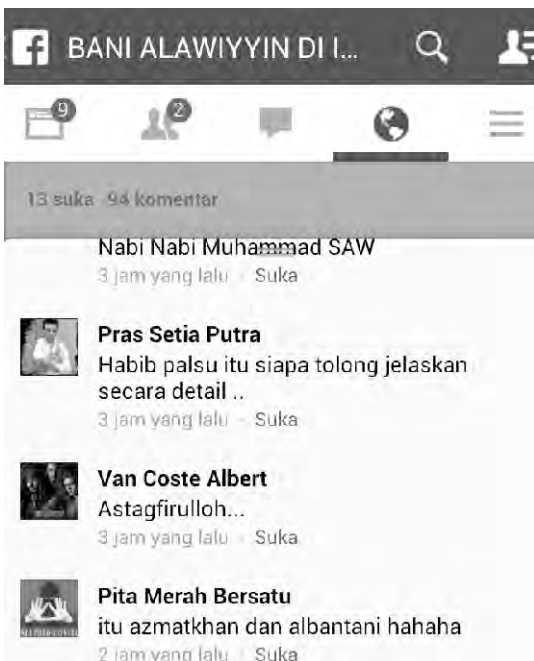 f BANI ALAWIYYIN DI I...
9
2
13 suka 94 komentar
Nabi Nabi Muhammad SAW
3 jam yang lalu · Suka
Pras Setia Putra
Habib palsu itu siapa tolong jelaskan
secara detail ..
3 jam yang lalu · Suka
Van Coste Albert
Astagfirulloh...
3 jam yang lalu · Suka
Pita Merah Bersatu
itu azmatkhan dan albantani hahaha
2 jam yang lalu · Suka